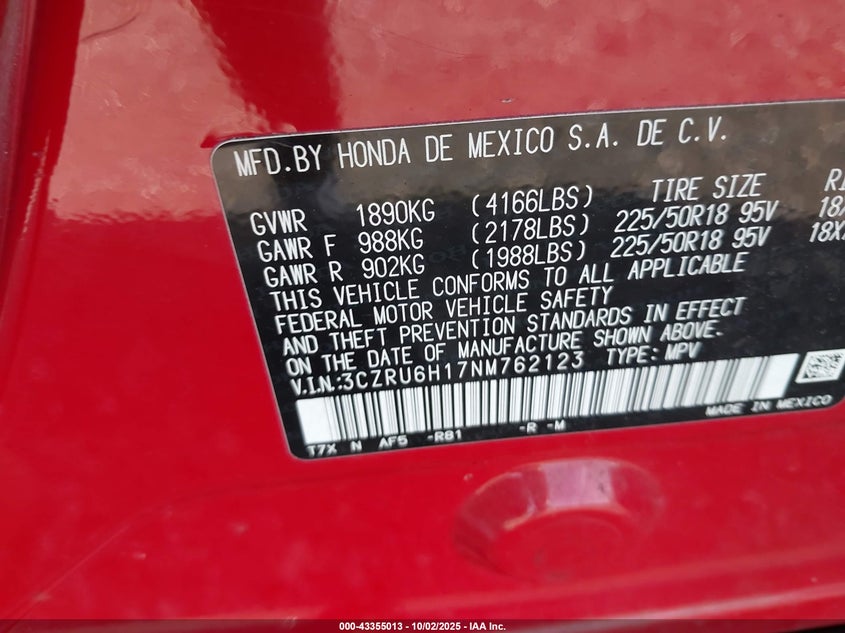 MFD.BY HONDA DE MEXICO S.A. DE C.V.
TIRE SIZE
GVWR 1890KG (4166LBS) 225/50R18 95V
GAWR F 988KG (2178LBS) 225/50R18 95V
GAWR R 902KG (1988LBS)
THIS VEHICLE CONFORMS TO ALL APPLICABLE
FEDERAL MOTOR VEHICLE SAFETY
AND THEFT PREVENTION STANDARDS IN EFFECT
ON THE DATE OF MANUFACTURE SHOWN ABOVE.
V.I.N.:3CZRU6H17NM762123 TYPE: MPV
MADE IN MEXICO
T7X N AF5 -R81 -R -M
000-43355013 - 10/02/2025 - IAA Inc.